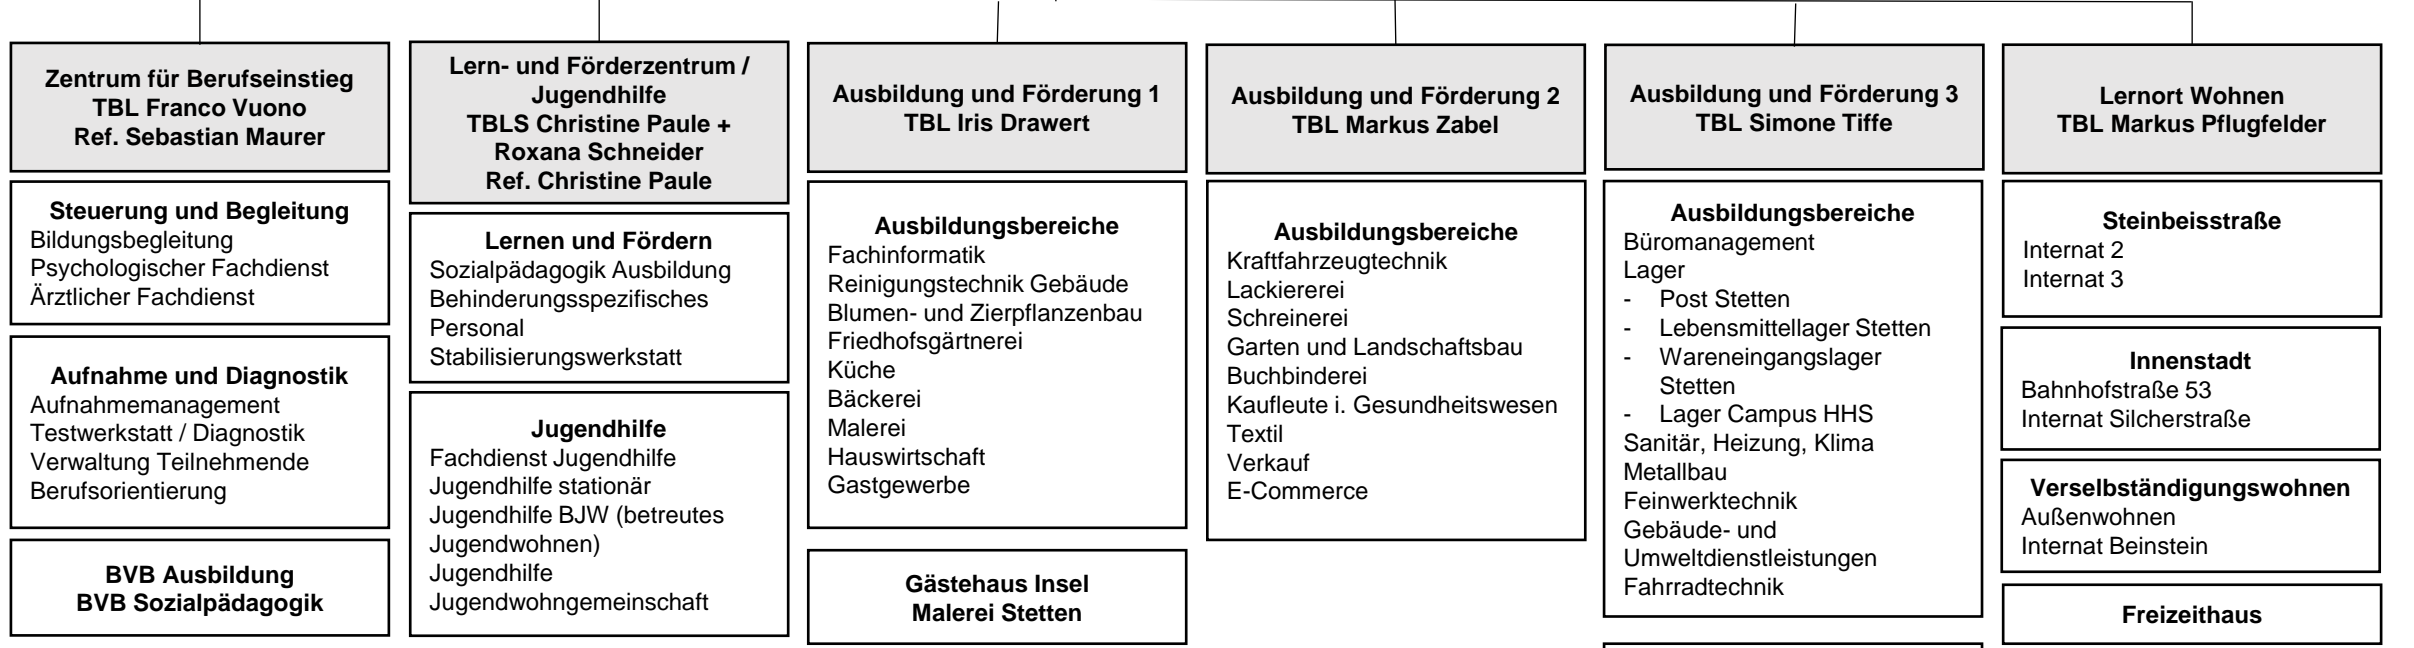 Zentrum für Berufseinstieg
TBL Franco Vuono
Ref. Sebastian Maurer
Steuerung und Begleitung
Bildungsbegleitung
Psychologischer Fachdienst
Ärztlicher Fachdienst
Aufnahme und Diagnostik
Aufnahmemanagement
Testwerkstatt / Diagnostik
Verwaltung Teilnehmende
Berufsorientierung
BVB Ausbildung
BVB Sozialpädagogik
Lern- und Förderzentrum /
Jugendhilfe
TBLS Christine Paule +
Roxana Schneider
Ref. Christine Paule
Lernen und Fördern
Sozialpädagogik Ausbildung
Behinderungsspezifisches
Personal
Stabilisierungswerkstatt
Jugendhilfe
Fachdienst Jugendhilfe
Jugendhilfe stationär
Jugendhilfe BJW (betreutes
Jugendwohnen)
Jugendhilfe
Jugendwohngemeinschaft
Ausbildung und Förderung 1
TBL Iris Drawert
Ausbildungsbereiche
Fachinformatik
Reinigungstechnik Gebäude
Blumen- und Zierpflanzenbau
Friedhofsgärtnerei
Küche
Bäckerei
Malerei
Hauswirtschaft
Gastgewerbe
Gästehaus Insel
Malerei Stetten
Ausbildung und Förderung 2
TBL Markus Zabel
Ausbildungsbereiche
Kraftfahrzeugtechnik
Lackiererei
Schreinerei
Garten und Landschaftsbau
Buchbinderei
Kaufleute i. Gesundheitswesen
Textil
Verkauf
E-Commerce
Ausbildung und Förderung 3
TBL Simone Tiffe
Ausbildungsbereiche
Büromanagement
Lager
- Post Stetten
- Lebensmittellager Stetten
- Wareneingangslager
Stetten
- Lager Campus HHS
Sanitär, Heizung, Klima
Metallbau
Feinwerktechnik
Gebäude- und
Umweltdienstleistungen
Fahrradtechnik
Lernort Wohnen
TBL Markus Pflugfelder
Steinbeisstraße
Internat 2
Internat 3
Innenstadt
Bahnhofstraße 53
Internat Silcherstraße
Verselbständigungswohnen
Außenwohnen
Internat Beinstein
Freizeithaus